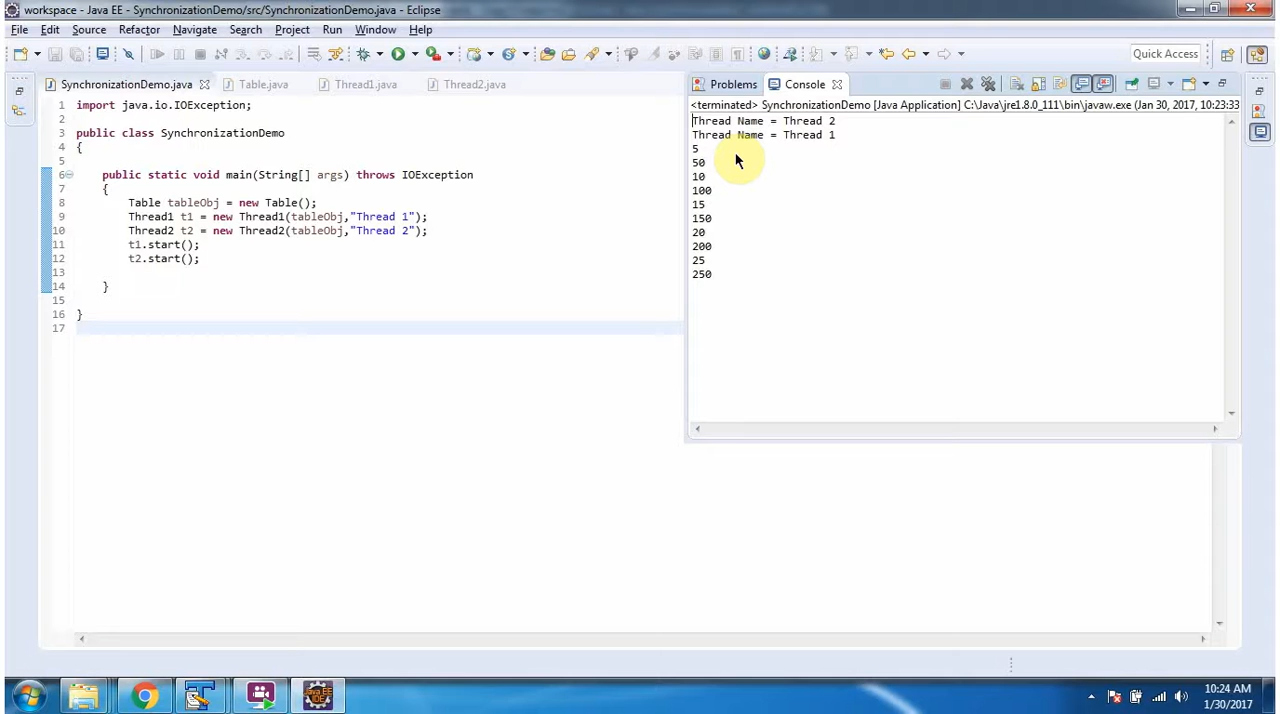 workspace - Java EE - SynchronizationDemo/src/SynchronizationDemo.java - Eclipse
File Edit Source Refactor Navigate Search Project Run Window Help
Quick Access
SynchronizationDemo.java Table.java Thread1.java Thread2.java
1 import java.io.IOException;
2
3 public class SynchronizationDemo
4 {
5
6 public static void main(String[] args) throws IOException
7 {
8 Table tableObj = new Table();
9 Thread1 t1 = new Thread1(tableObj,"Thread 1");
10 Thread2 t2 = new Thread2(tableObj,"Thread 2");
11 t1.start();
12 t2.start();
13
14 }
15
16 }
17
Problems Console
<terminated> SynchronizationDemo [Java Application] C:\Java\jre1.8.0_111\bin\javaw.exe (Jan 30, 2017, 10:23:33
Thread Name = Thread 2
Thread Name = Thread 1
5
50
10
100
15
150
20
200
25
250
Java EE
IDE
10:24 AM
1/30/2017